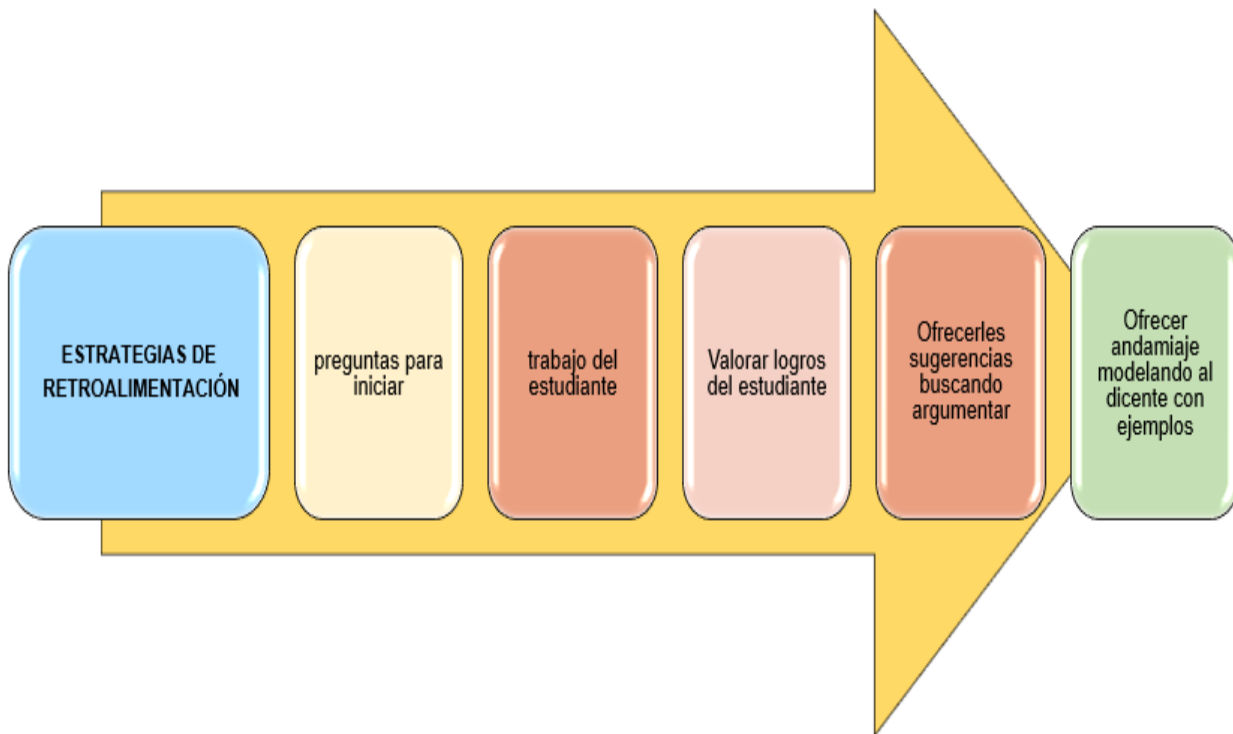 ESTRATEGIAS DE
RETROALIMENTACIÓN
preguntas para
iniciar
trabajo del
estudiante
Valorar logros
del estudiante
Ofrecerles
sugerencias
buscando
argumentar
Ofrecer
andamiaje
modelando al
dicente con
ejemplos